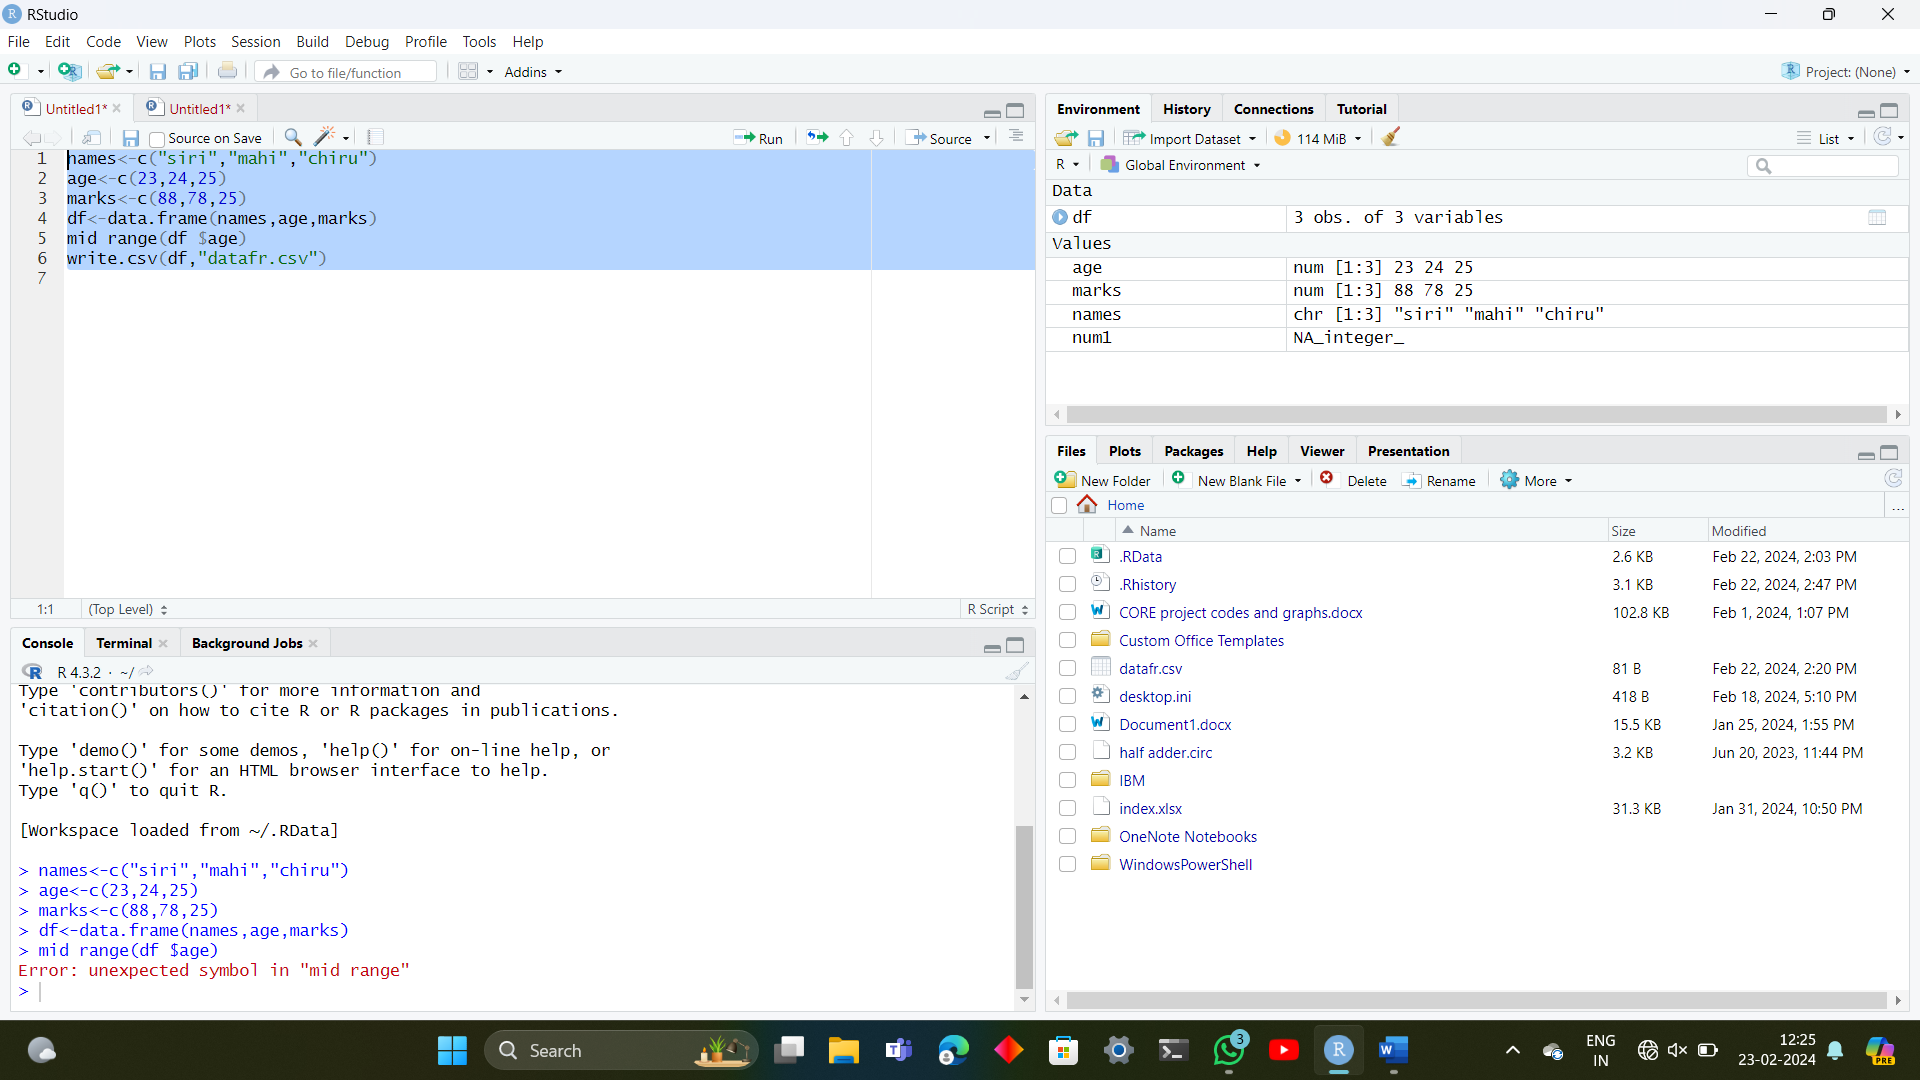 RStudio
File Edit Code View Plots Session Build Debug Profile Tools Help
Go to file/function Addins Project: (None)
Untitled1* Untitled1*
Source on Save Run Source
1 names<-c("siri","mahi","chiru")
2 age<-c(23,24,25)
3 marks<-c(88,78,25)
4 df<-data.frame(names,age,marks)
5 mid range(df $age)
6 write.csv(df,"datafr.csv")
7
1:1 (Top Level) R Script
Console Terminal Background Jobs
R 4.3.2 · ~/
Type 'contributors()' for more information and
'citation()' on how to cite R or R packages in publications.
Type 'demo()' for some demos, 'help()' for on-line help, or
'help.start()' for an HTML browser interface to help.
Type 'q()' to quit R.
[Workspace loaded from ~/.RData]
> names<-c("siri","mahi","chiru")
> age<-c(23,24,25)
> marks<-c(88,78,25)
> df<-data.frame(names,age,marks)
> mid range(df $age)
Error: unexpected symbol in "mid range"
>
Environment History Connections Tutorial
Import Dataset 114 MiB List
R Global Environment
Data
df 3 obs. of 3 variables
Values
age num [1:3] 23 24 25
marks num [1:3] 88 78 25
names chr [1:3] "siri" "mahi" "chiru"
num1 NA_integer_
Files Plots Packages Help Viewer Presentation
New Folder New Blank File Delete Rename More
Home ...
Name Size Modified
.RData 2.6 KB Feb 22, 2024, 2:03 PM
.Rhistory 3.1 KB Feb 22, 2024, 2:47 PM
CORE project codes and graphs.docx 102.8 KB Feb 1, 2024, 1:07 PM
Custom Office Templates
datafr.csv 81 B Feb 22, 2024, 2:20 PM
desktop.ini 418 B Feb 18, 2024, 5:10 PM
Document1.docx 15.5 KB Jan 25, 2024, 1:55 PM
half adder.circ 3.2 KB Jun 20, 2023, 11:44 PM
IBM
index.xlsx 31.3 KB Jan 31, 2024, 10:50 PM
OneNote Notebooks
WindowsPowerShell
Search 3 ENG 12:25
IN 23-02-2024 PRE